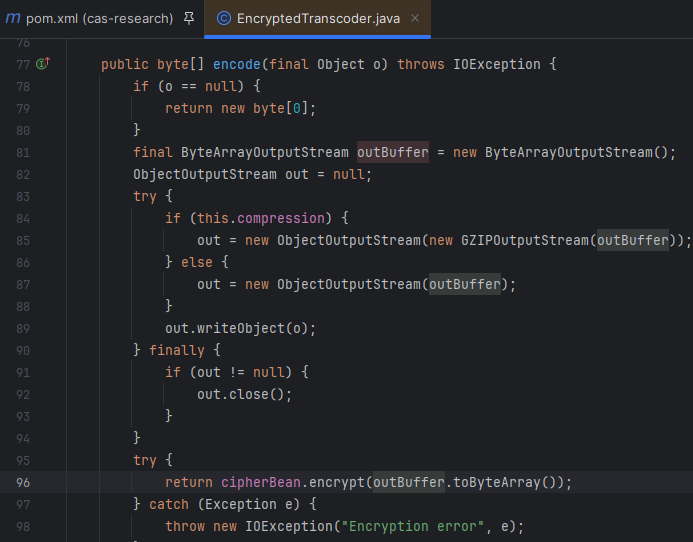 pom.xml (cas-research) EncryptedTranscoder.java
76
77 public byte[] encode(final Object o) throws IOException {
78 if (o == null) {
79 return new byte[0];
80 }
81 final ByteArrayOutputStream outBuffer = new ByteArrayOutputStream();
82 ObjectOutputStream out = null;
83 try {
84 if (this.compression) {
85 out = new ObjectOutputStream(new GZIPOutputStream(outBuffer));
86 } else {
87 out = new ObjectOutputStream(outBuffer);
88 }
89 out.writeObject(o);
90 } finally {
91 if (out != null) {
92 out.close();
93 }
94 }
95 try {
96 return cipherBean.encrypt(outBuffer.toByteArray());
97 } catch (Exception e) {
98 throw new IOException("Encryption error", e);